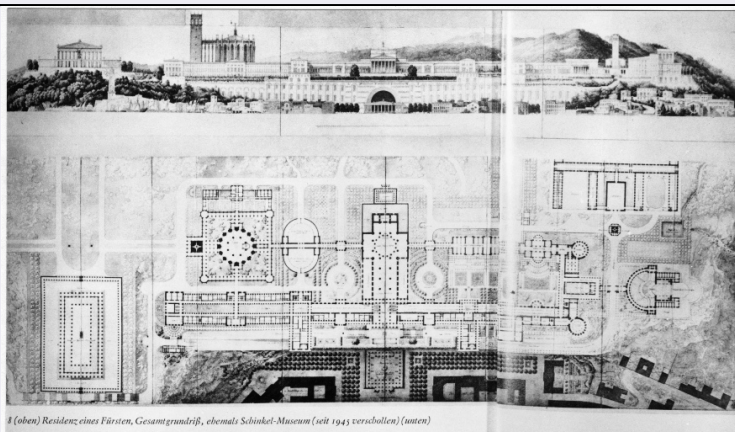 8 (oben) Residenz eines Fürsten, Gesamtgrundriß, ehemals Schinkel-Museum (seit 1945 verschollen) (unten)